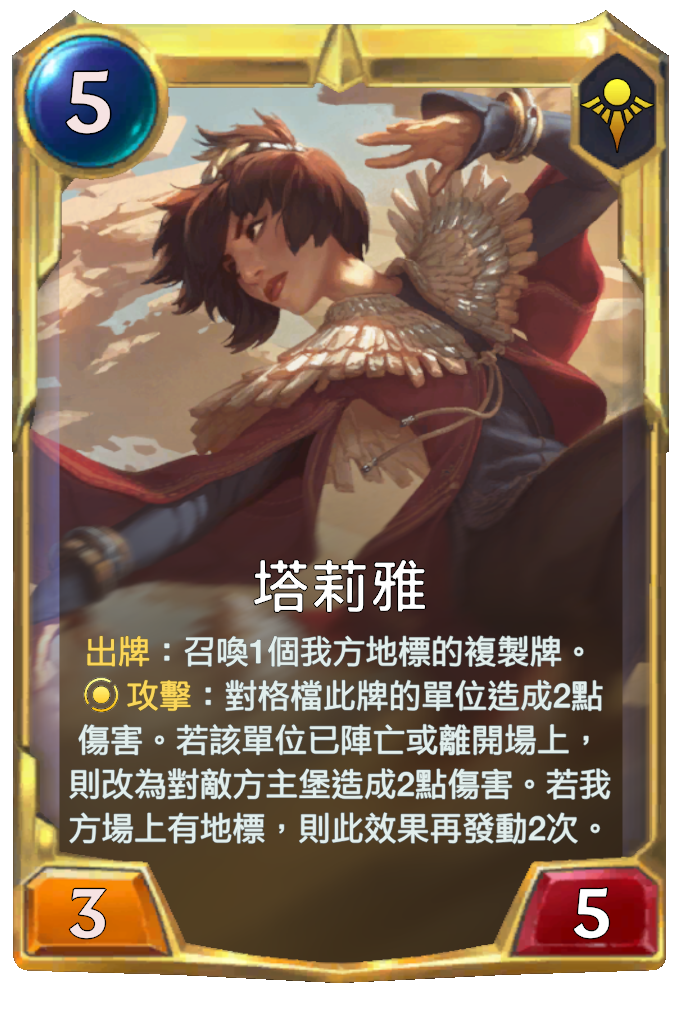 5
塔莉雅
出牌：召喚1個我方地標的複製牌。
攻擊：對格檔此牌的單位造成2點
傷害。若該單位已陣亡或離開場上，
則改為對敵方主堡造成2點傷害。若我
方場上有地標，則此效果再發動2次。
3
5